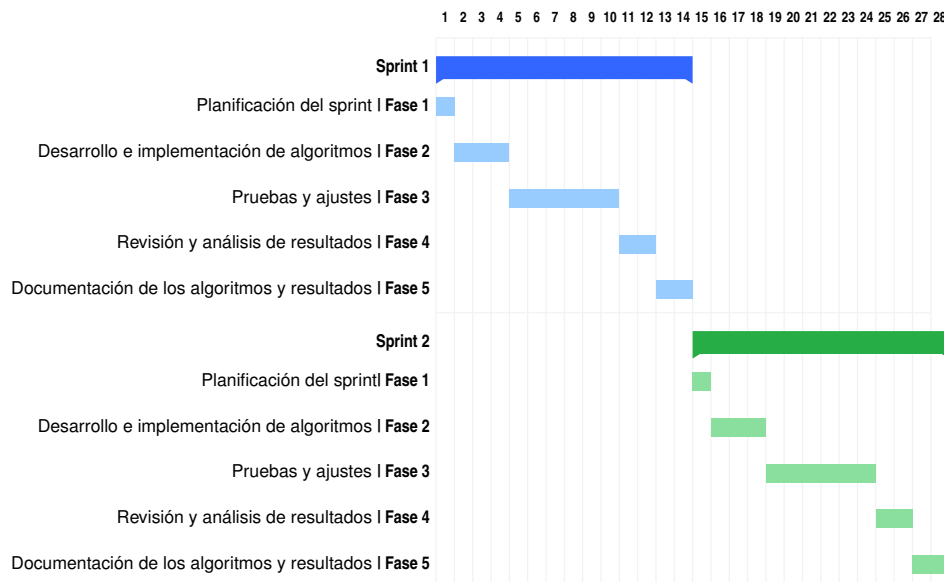 1 2 3 4 5 6 7 8 9 10 11 12 13 14 15 16 17 18 19 20 21 22 23 24 25 26 27 28
Sprint 1
Planificación del sprint | Fase 1
Desarrollo e implementación de algoritmos | Fase 2
Pruebas y ajustes | Fase 3
Revisión y análisis de resultados | Fase 4
Documentación de los algoritmos y resultados | Fase 5
Sprint 2
Planificación del sprint| Fase 1
Desarrollo e implementación de algoritmos | Fase 2
Pruebas y ajustes | Fase 3
Revisión y análisis de resultados | Fase 4
Documentación de los algoritmos y resultados | Fase 5